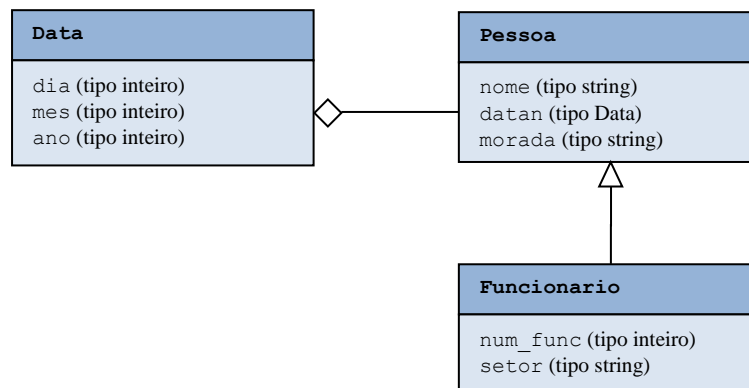 Data
dia (tipo inteiro)
mes (tipo inteiro)
ano (tipo inteiro)
Pessoa
nome (tipo string)
datan (tipo Data)
morada (tipo string)
Funcionario
num_func (tipo inteiro)
setor (tipo string)